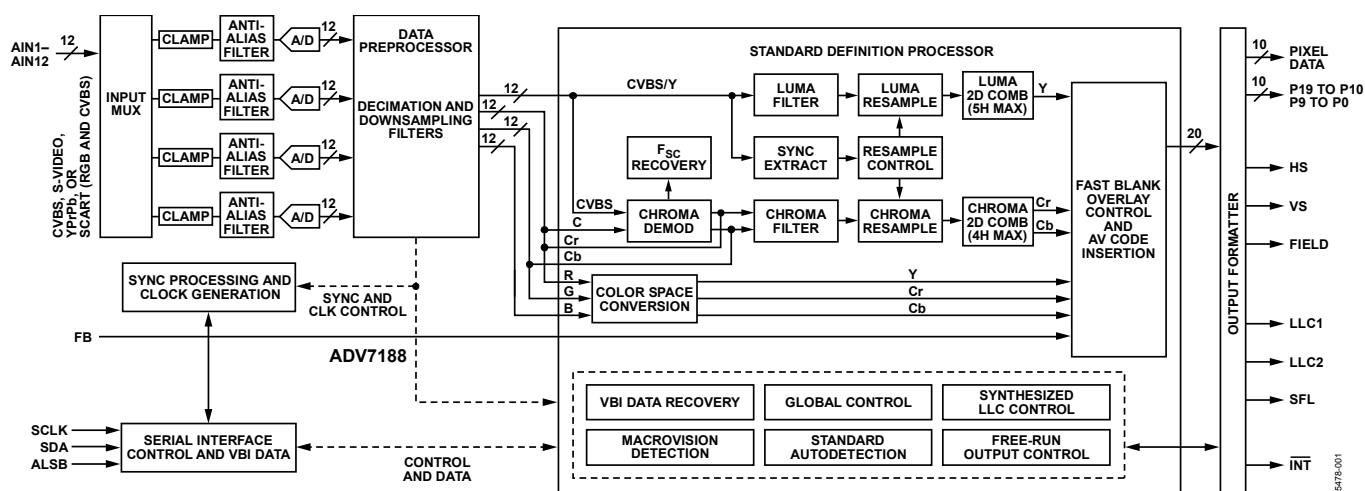 AIN1–
AIN12
12
INPUT
MUX
CVBS, S-VIDEO,
YPrPb, OR
SCART (RGB AND CVBS)
CLAMP
ANTI-
ALIAS
FILTER
A/D
12
CLAMP
ANTI-
ALIAS
FILTER
A/D
12
CLAMP
ANTI-
ALIAS
FILTER
A/D
12
CLAMP
ANTI-
ALIAS
FILTER
A/D
12
DATA
PREPROCESSOR
DECIMATION AND
DOWNSAMPLING
FILTERS
12
12
12
12
STANDARD DEFINITION PROCESSOR
CVBS/Y
LUMA
FILTER
LUMA
RESAMPLE
LUMA
2D COMB
(5H MAX)
Y
FSC
RECOVERY
SYNC
EXTRACT
RESAMPLE
CONTROL
CVBS
C
Cr
Cb
CHROMA
DEMOD
CHROMA
FILTER
CHROMA
RESAMPLE
CHROMA
2D COMB
(4H MAX)
Cr
Cb
R
G
B
COLOR SPACE
CONVERSION
Y
Cr
Cb
FAST BLANK
OVERLAY
CONTROL
AND
AV CODE
INSERTION
20
OUTPUT FORMATTER
10
PIXEL
DATA
10
P19 TO P10
P9 TO P0
HS
VS
FIELD
LLC1
LLC2
SFL
INT
SYNC PROCESSING AND
CLOCK GENERATION
SYNC AND
CLK CONTROL
FB
ADV7188
SCLK
SDA
ALSB
SERIAL INTERFACE
CONTROL AND VBI DATA
CONTROL
AND DATA
VBI DATA RECOVERY
GLOBAL CONTROL
SYNTHESIZED
LLC CONTROL
MACROVISION
DETECTION
STANDARD
AUTODETECTION
FREE-RUN
OUTPUT CONTROL
5478-001